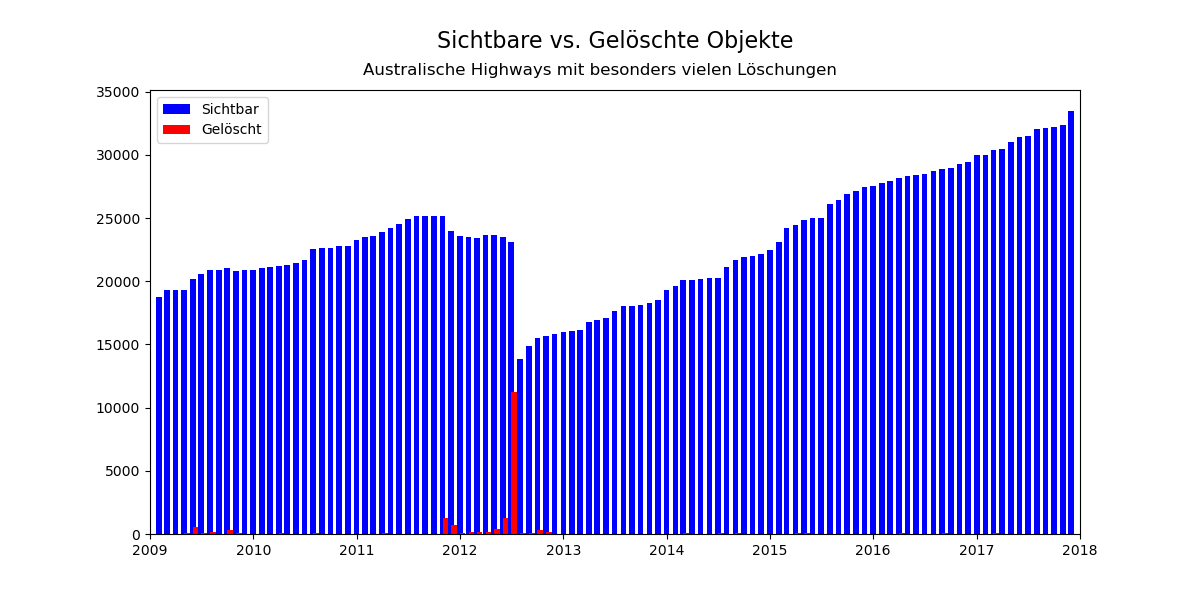 Sichtbare vs. Gelöschte Objekte
Australische Highways mit besonders vielen Löschungen
35000
30000
25000
20000
15000
10000
5000
0
Sichtbar
Gelöscht
2009 2010 2011 2012 2013 2014 2015 2016 2017 2018